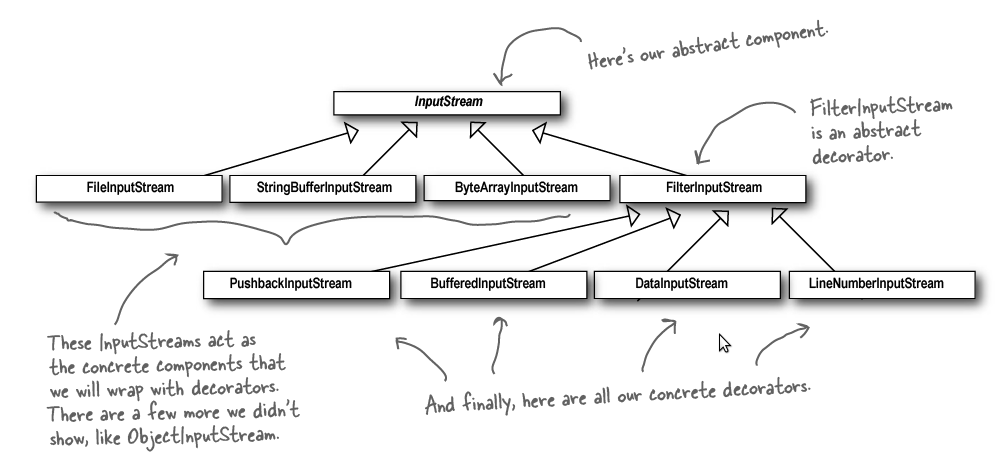 Here's our abstract component.
InputStream
FilterInputStream
is an abstract
decorator.
FileInputStream
StringBufferInputStream
ByteArrayInputStream
FilterInputStream
PushbackInputStream
BufferedInputStream
DataInputStream
LineNumberInputStream
These InputStreams act as
the concrete components that
we will wrap with decorators.
There are a few more we didn't
show, like ObjectInputStream.
And finally, here are all our concrete decorators.